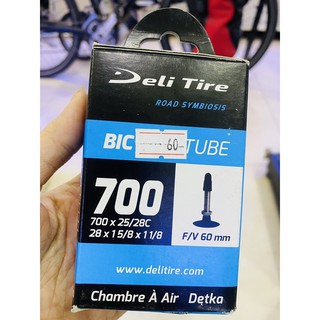 Deli Tire
ROAD SYMBIOSIS
BIC TUBE
60
700
700 x 25/28C
28 x 1 5/8 x 1 1/8
F/V 60 mm
www.delitire.com
Chambre À Air Dętka